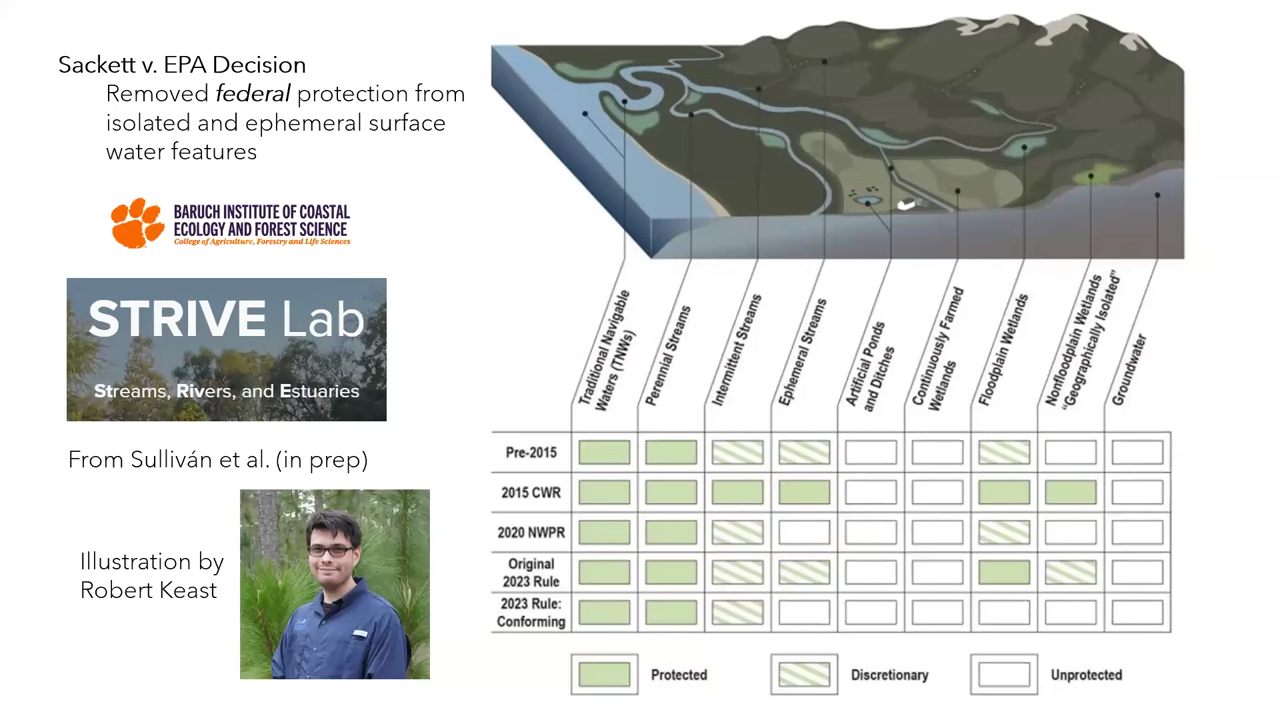 Sackett v. EPA Decision
Removed federal protection from
isolated and ephemeral surface
water features
BARUCH INSTITUTE OF COASTAL
ECOLOGY AND FOREST SCIENCE
College of Agriculture, Forestry and Life Sciences
STRIVE Lab
Streams, Rivers, and Estuaries
From Sulliván et al. (in prep)
Illustration by
Robert Keast
Traditional Navigable
Waters (TNWs)
Perennial Streams
Intermittent Streams
Ephemeral Streams
Artificial Ponds
and Ditches
Continuously Farmed
Wetlands
Floodplain Wetlands
Nonfloodplain Wetlands
"Geographically Isolated"
Groundwater
Pre-2015
2015 CWR
2020 NWPR
Original
2023 Rule
2023 Rule:
Conforming
Protected
Discretionary
Unprotected